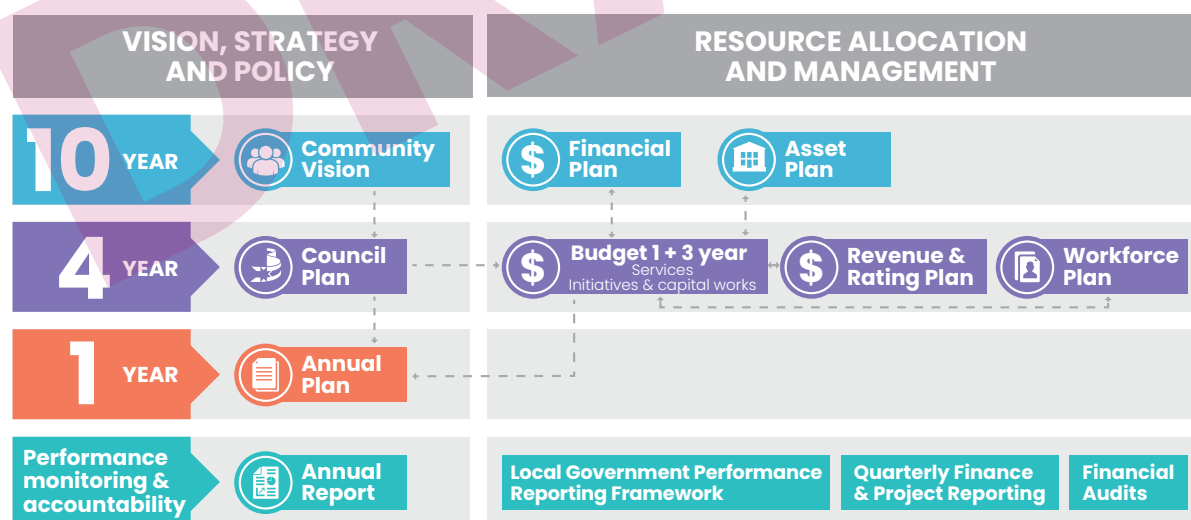 VISION, STRATEGY
AND POLICY
RESOURCE ALLOCATION
AND MANAGEMENT
10 YEAR
Community
Vision
Financial
Plan
Asset
Plan
4 YEAR
Council
Plan
Budget 1 + 3 year
Services
Initiatives & capital works
Revenue &
Rating Plan
Workforce
Plan
1 YEAR
Annual
Plan
Performance
monitoring &
accountability
Annual
Report
Local Government Performance
Reporting Framework
Quarterly Finance
& Project Reporting
Financial
Audits